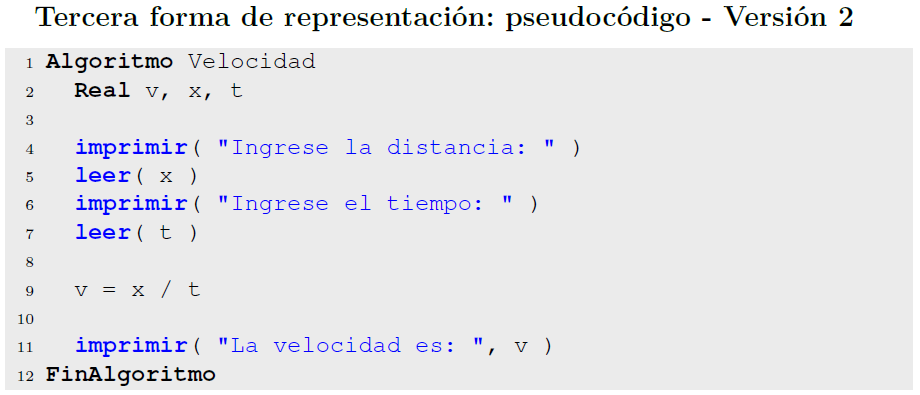 Tercera forma de representación: pseudocódigo - Versión 2
1 Algoritmo Velocidad
2 Real v, x, t
3
4 imprimir( "Ingrese la distancia: " )
5 leer( x )
6 imprimir( "Ingrese el tiempo: " )
7 leer( t )
8
9 v = x / t
10
11 imprimir( "La velocidad es: ", v )
12 FinAlgoritmo